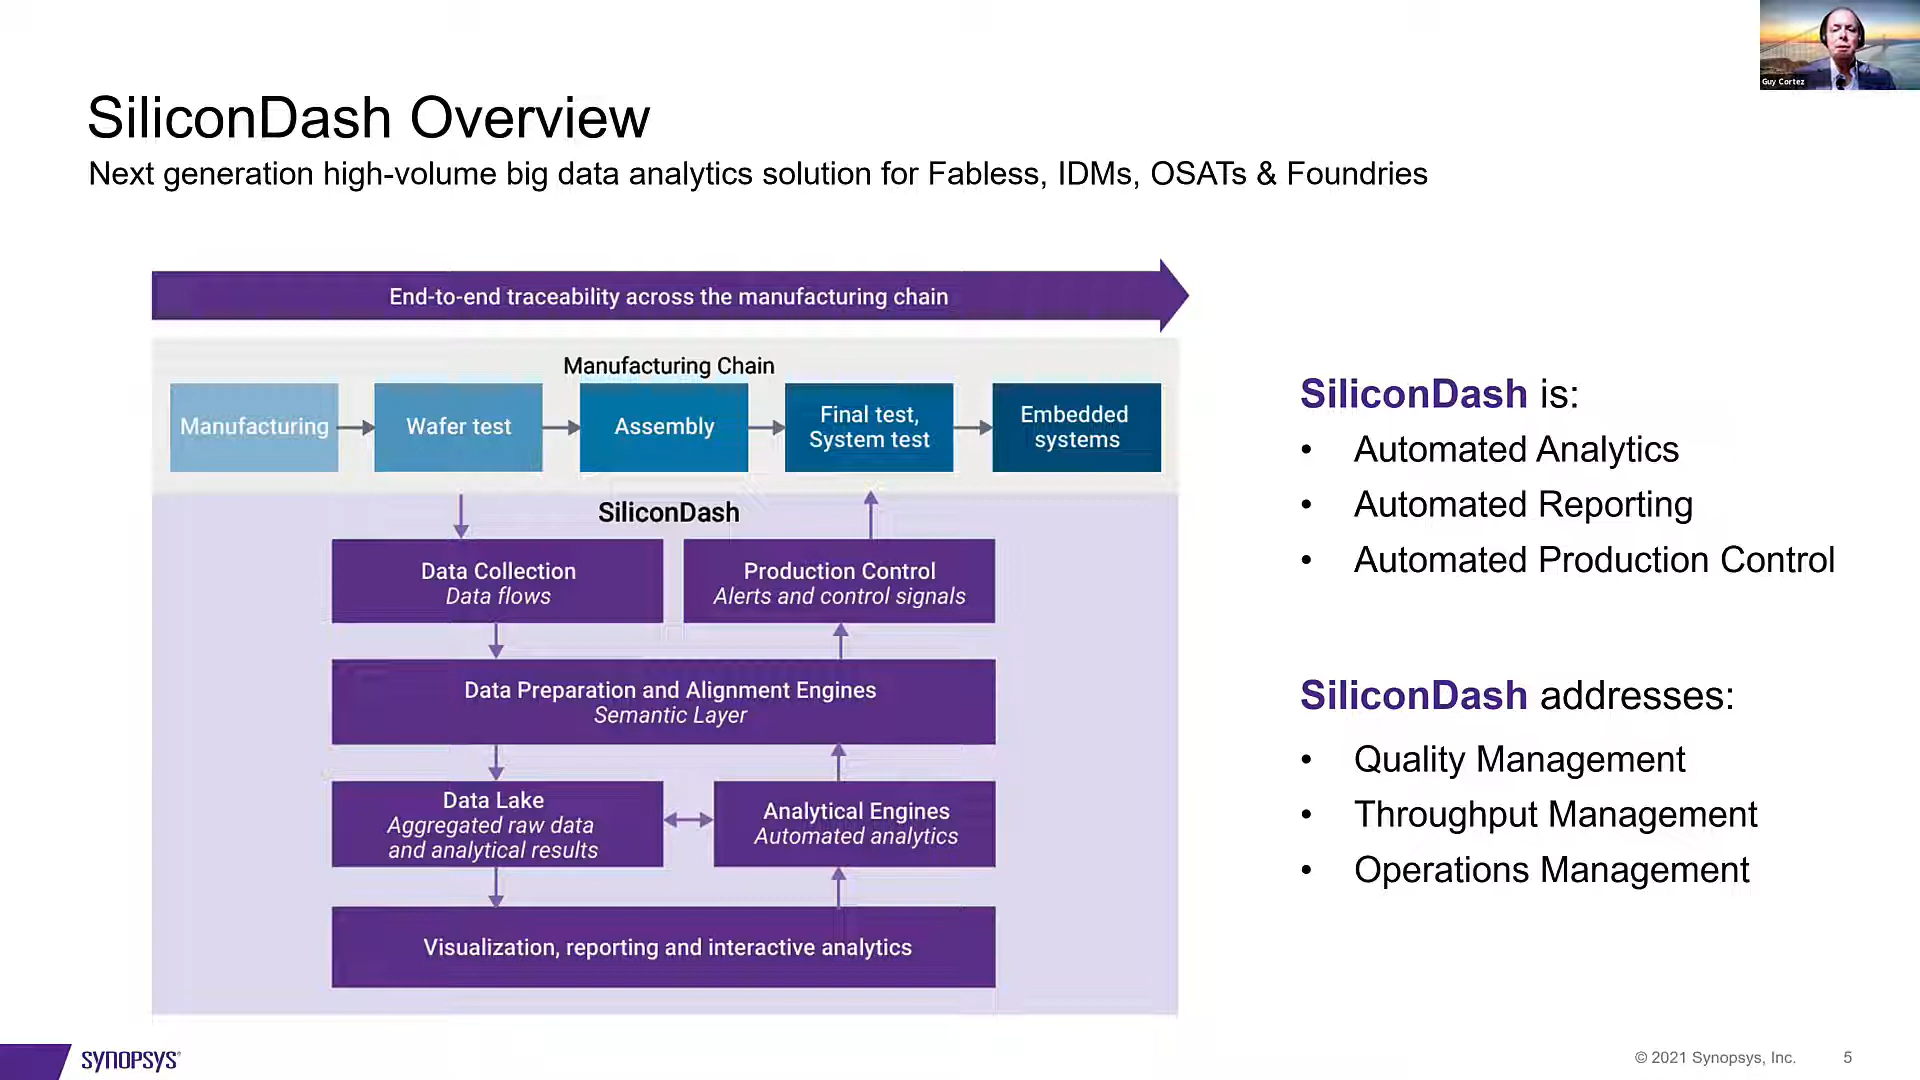 Guy Cortez
SiliconDash Overview
Next generation high-volume big data analytics solution for Fabless, IDMs, OSATs & Foundries
End-to-end traceability across the manufacturing chain
Manufacturing Chain
Manufacturing
Wafer test
Assembly
Final test,
System test
Embedded
systems
SiliconDash
Data Collection
Data flows
Production Control
Alerts and control signals
Data Preparation and Alignment Engines
Semantic Layer
Data Lake
Aggregated raw data
and analytical results
Analytical Engines
Automated analytics
Visualization, reporting and interactive analytics
SiliconDash is:
• Automated Analytics
• Automated Reporting
• Automated Production Control
SiliconDash addresses:
• Quality Management
• Throughput Management
• Operations Management
SYNOPSYS®
© 2021 Synopsys, Inc. 5